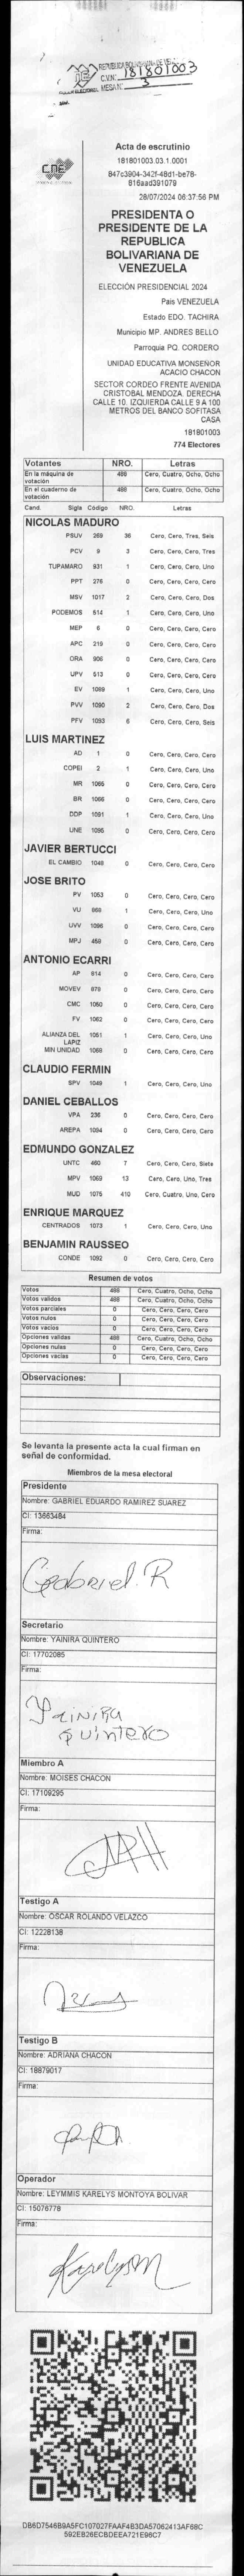 REPUBLICA BOLIVARIANA DE VEN
C.V.N°: 181801003
MESA N° 3
CNE
Acta de escrutinio
181801003.03.1.0001
847c3904-342f-48d1-be78-
616aad391079
28/07/2024 06:37:56 PM
PRESIDENTA O
PRESIDENTE DE LA
REPUBLICA
BOLIVARIANA DE
VENEZUELA
ELECCIÓN PRESIDENCIAL 2024
Pais VENEZUELA
Estado EDO. TACHIRA
Municipio MP. ANDRES BELLO
Parroquia PQ. CORDERO
UNIDAD EDUCATIVA MONSEÑOR
ACACIO CHACON
SECTOR CORDEO FRENTE AVENIDA
CRISTOBAL MENDOZA. DERECHA
CALLE 10. IZQUIERDA CALLE 9 A 100
METROS DEL BANCO SOFITASA
CASA
181801003
774 Electores
Votantes NRO. Letras
En la máquina de votación 488 Cero, Cuatro, Ocho, Ocho
En el cuaderno de votación 488 Cero, Cuatro, Ocho, Ocho
Cand. Sigla Código NRO. Letras
NICOLAS MADURO
PSUV 269 36 Cero, Cero, Tres, Seis
PCV 9 3 Cero, Cero, Cero, Tres
TUPAMARO 931 1 Cero, Cero, Cero, Uno
PPT 276 0 Cero, Cero, Cero, Cero
MSV 1017 2 Cero, Cero, Cero, Dos
PODEMOS 514 1 Cero, Cero, Cero, Uno
MEP 6 0 Cero, Cero, Cero, Cero
APC 219 0 Cero, Cero, Cero, Cero
ORA 906 0 Cero, Cero, Cero, Cero
UPV 513 0 Cero, Cero, Cero, Cero
EV 1089 1 Cero, Cero, Cero, Uno
PVV 1090 2 Cero, Cero, Cero, Dos
PFV 1093 6 Cero, Cero, Cero, Seis
LUIS MARTINEZ
AD 1 0 Cero, Cero, Cero, Cero
COPEI 2 1 Cero, Cero, Cero, Uno
MR 1065 0 Cero, Cero, Cero, Cero
BR 1066 0 Cero, Cero, Cero, Cero
DDP 1091 1 Cero, Cero, Cero, Uno
UNE 1095 0 Cero, Cero, Cero, Cero
JAVIER BERTUCCI
EL CAMBIO 1048 0 Cero, Cero, Cero, Cero
JOSE BRITO
PV 1053 0 Cero, Cero, Cero, Cero
VU 868 1 Cero, Cero, Cero, Uno
UVV 1096 0 Cero, Cero, Cero, Cero
MPJ 458 0 Cero, Cero, Cero, Cero
ANTONIO ECARRI
AP 814 0 Cero, Cero, Cero, Cero
MOVEV 979 0 Cero, Cero, Cero, Cero
CMC 1050 0 Cero, Cero, Cero, Cero
FV 1062 0 Cero, Cero, Cero, Cero
ALIANZA DEL LAPIZ 1051 1 Cero, Cero, Cero, Uno
MIN UNIDAD 1068 0 Cero, Cero, Cero, Cero
CLAUDIO FERMIN
SPV 1049 1 Cero, Cero, Cero, Uno
DANIEL CEBALLOS
VPA 236 0 Cero, Cero, Cero, Cero
AREPA 1094 0 Cero, Cero, Cero, Cero
EDMUNDO GONZALEZ
UNTC 460 7 Cero, Cero, Cero, Siete
MPV 1069 13 Cero, Cero, Uno, Tres
MUD 1075 410 Cero, Cuatro, Uno, Cero
ENRIQUE MARQUEZ
CENTRADOS 1073 1 Cero, Cero, Cero, Uno
BENJAMIN RAUSSEO
CONDE 1092 0 Cero, Cero, Cero, Cero
Resumen de votos
Votos 488 Cero, Cuatro, Ocho, Ocho
Votos validos 488 Cero, Cuatro, Ocho, Ocho
Votos parciales 0 Cero, Cero, Cero, Cero
Votos nulos 0 Cero, Cero, Cero, Cero
Votos vacios 0 Cero, Cero, Cero, Cero
Opciones validas 488 Cero, Cuatro, Ocho, Ocho
Opciones nulas 0 Cero, Cero, Cero, Cero
Opciones vacias 0 Cero, Cero, Cero, Cero
Observaciones:
Se levanta la presente acta la cual firman en
señal de conformidad.
Miembros de la mesa electoral
Presidente
Nombre: GABRIEL EDUARDO RAMIREZ SUAREZ
CI: 13663484
Firma:
Gabriel. R
Secretario
Nombre: YAINIRA QUINTERO
CI: 17702085
Firma:
Yainira
Quintero
Miembro A
Nombre: MOISES CHACON
CI: 17109295
Firma:
Testigo A
Nombre: OSCAR ROLANDO VELAZCO
CI: 12228138
Firma:
Testigo B
Nombre: ADRIANA CHACON
CI: 18879017
Firma:
Operador
Nombre: LEYMMIS KARELYS MONTOYA BOLIVAR
CI: 15076778
Firma:
KarelysM
DB6D7546B9A5FC107027FAAF4B3DA57062413AF68C
592EB26ECBDEEA721E96C7